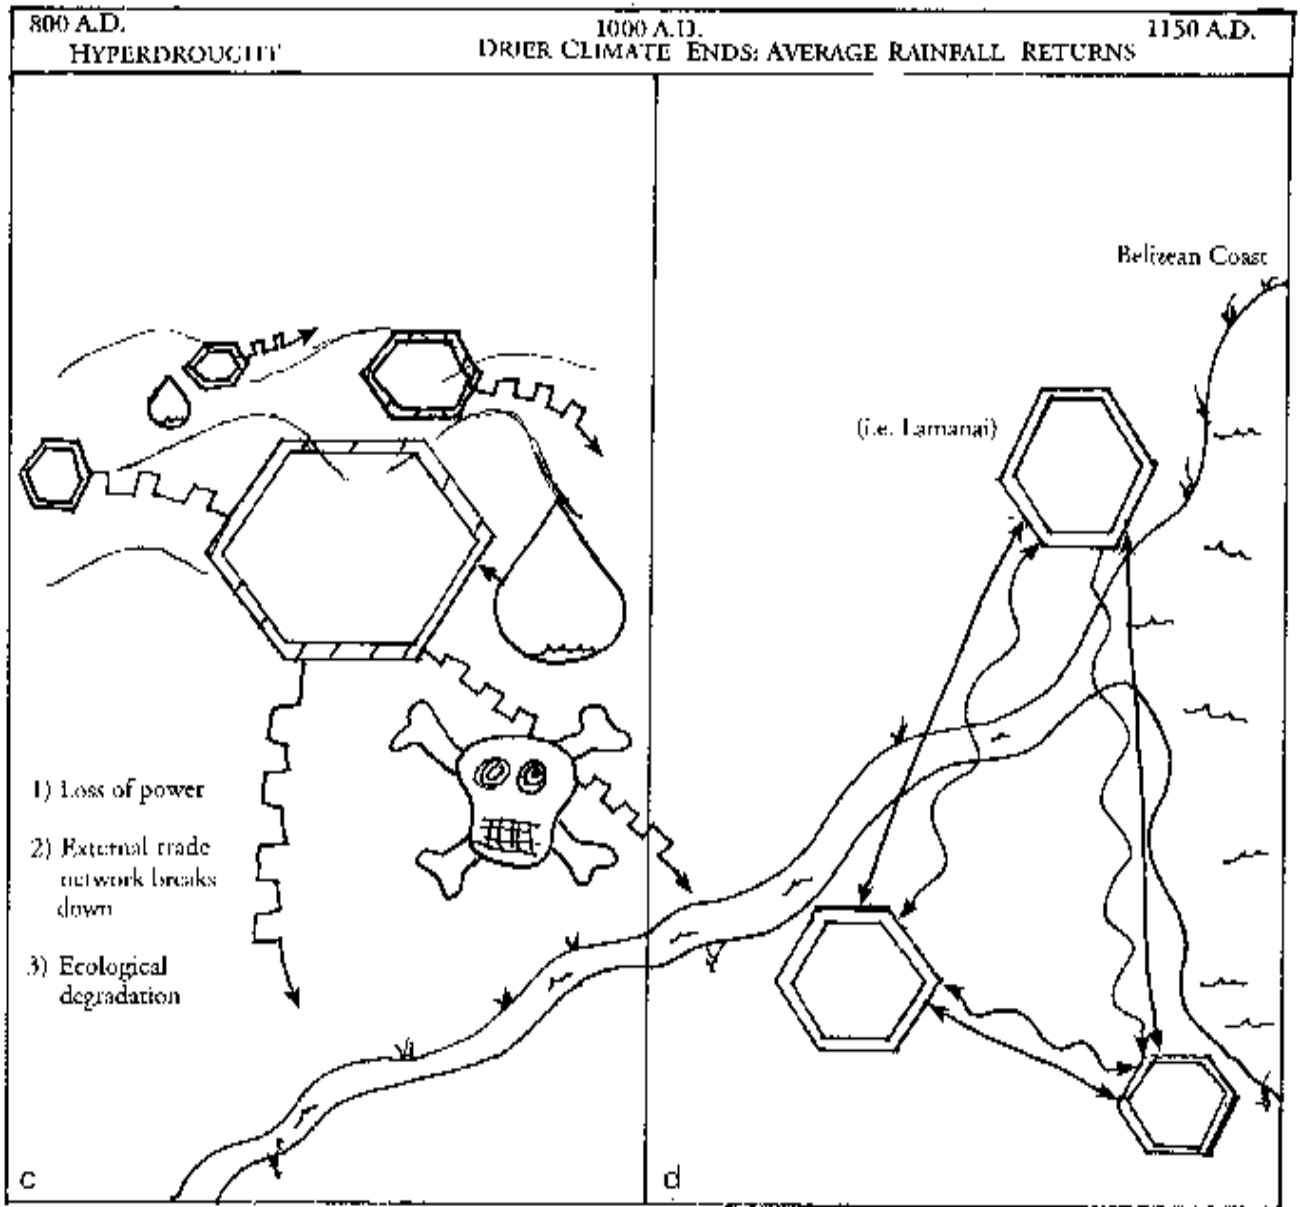 800 A.D. 1000 A.D. 1150 A.D.
HYPERDROUGHT DRIER CLIMATE ENDS: AVERAGE RAINFALL RETURNS
Belizean Coast
(i.e. Lamanai)
1) Loss of power
2) External trade
network breaks
down
3) Ecological
degradation
c d